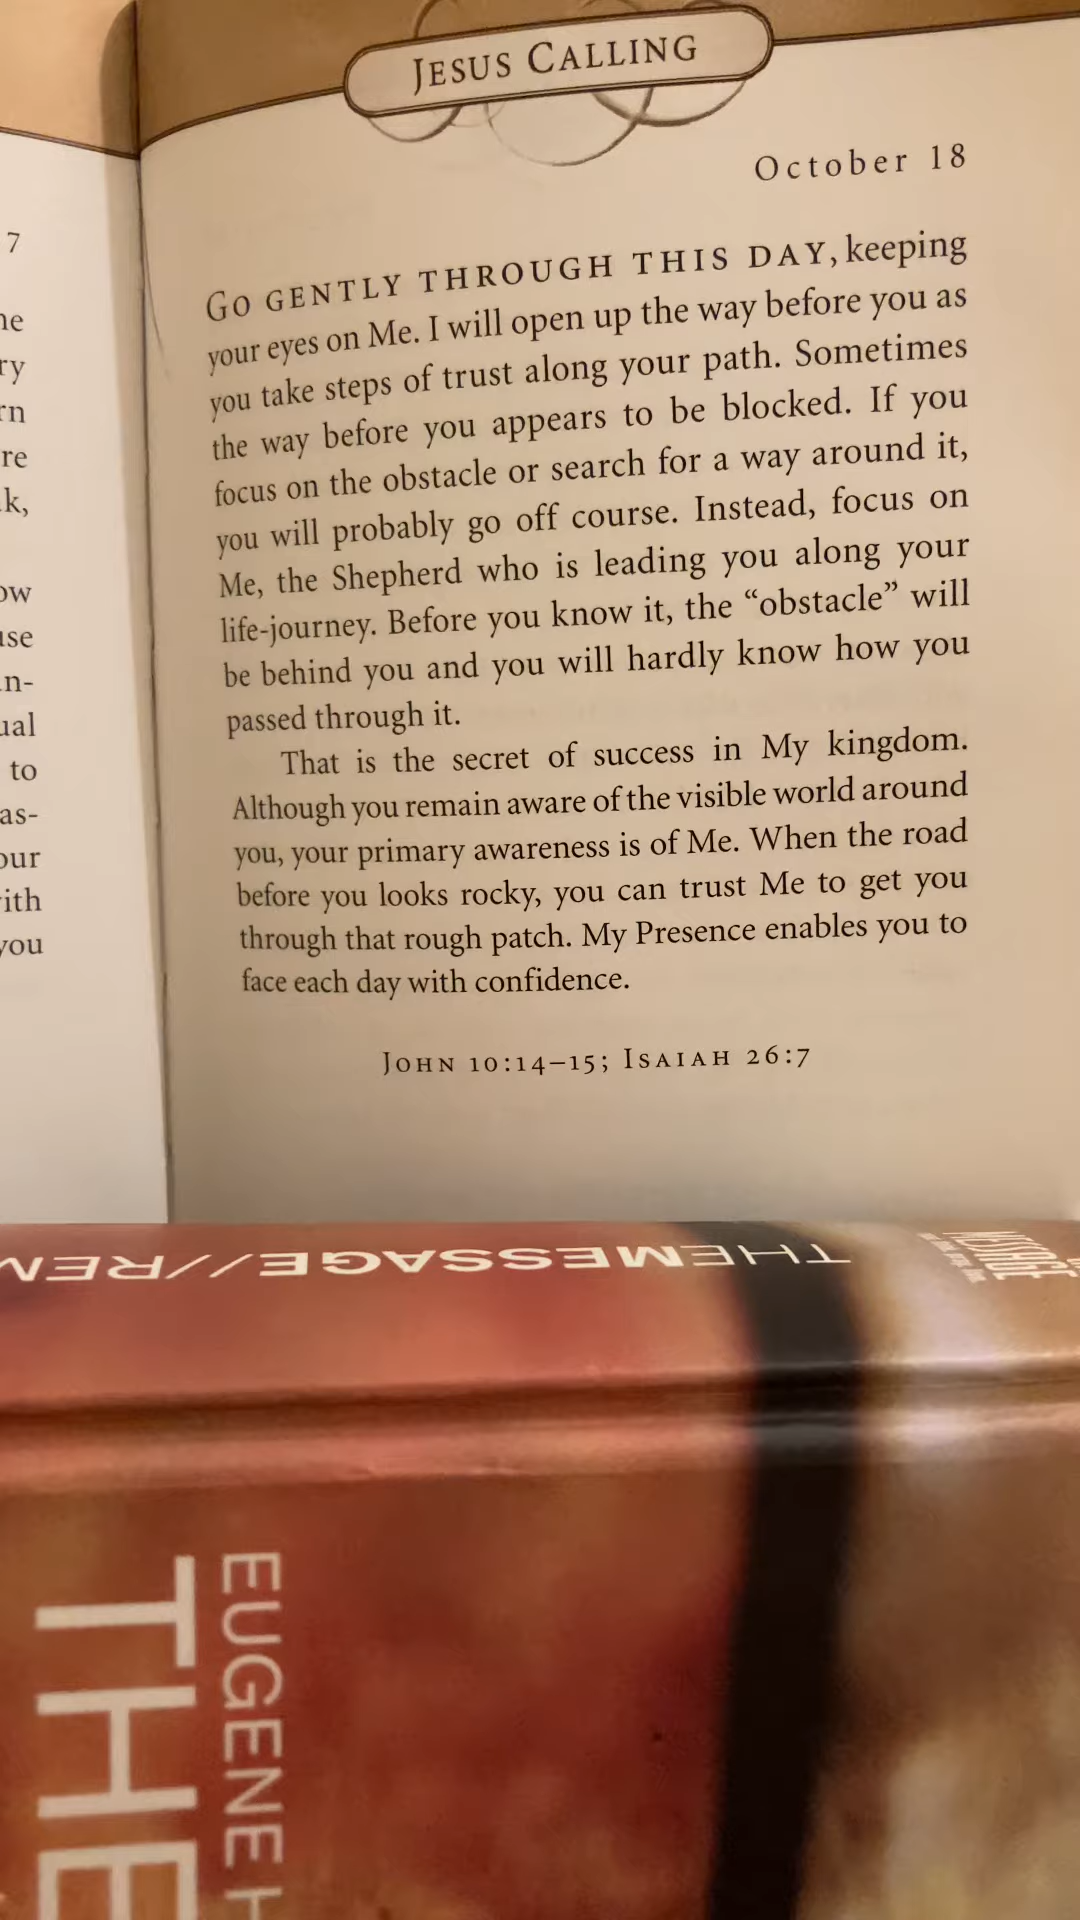 JESUS CALLING
October 18
GO GENTLY THROUGH THIS DAY, keeping
your eyes on Me. I will open up the way before you as
you take steps of trust along your path. Sometimes
the way before you appears to be blocked. If you
focus on the obstacle or search for a way around it,
you will probably go off course. Instead, focus on
Me, the Shepherd who is leading you along your
life-journey. Before you know it, the “obstacle” will
be behind you and you will hardly know how you
passed through it.
That is the secret of success in My kingdom.
Although you remain aware of the visible world around
you, your primary awareness is of Me. When the road
before you looks rocky, you can trust Me to get you
through that rough patch. My Presence enables you to
face each day with confidence.
JOHN 10:14–15; ISAIAH 26:7
7
re
k,
to
you
THEMESSAGE//REM
MESSAGE
EUGENE H
THE